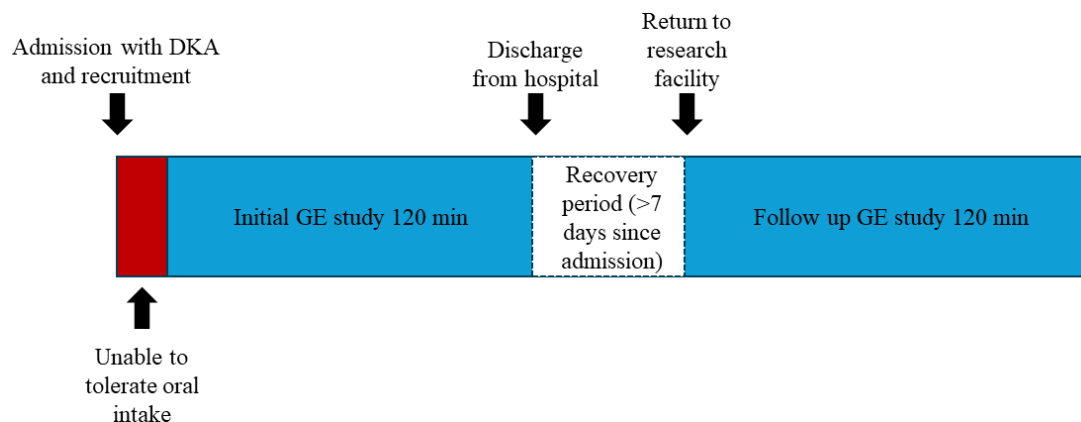 Admission with DKA
and recruitment
Discharge
from hospital
Return to
research
facility
Initial GE study 120 min
Recovery
period (>7
days since
admission)
Follow up GE study 120 min
Unable to
tolerate oral
intake